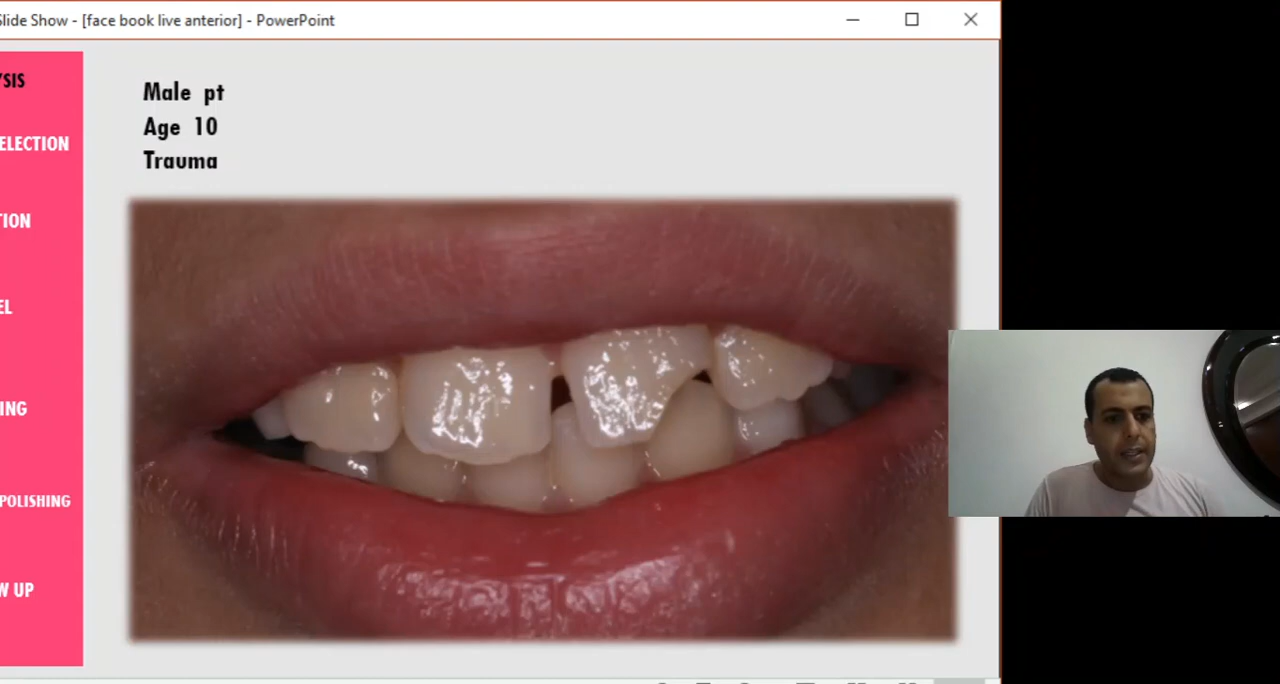 Slide Show - [face book live anterior] - PowerPoint
YSIS
ELECTION
TION
EL
ING
POLISHING
W UP
Male pt
Age 10
Trauma